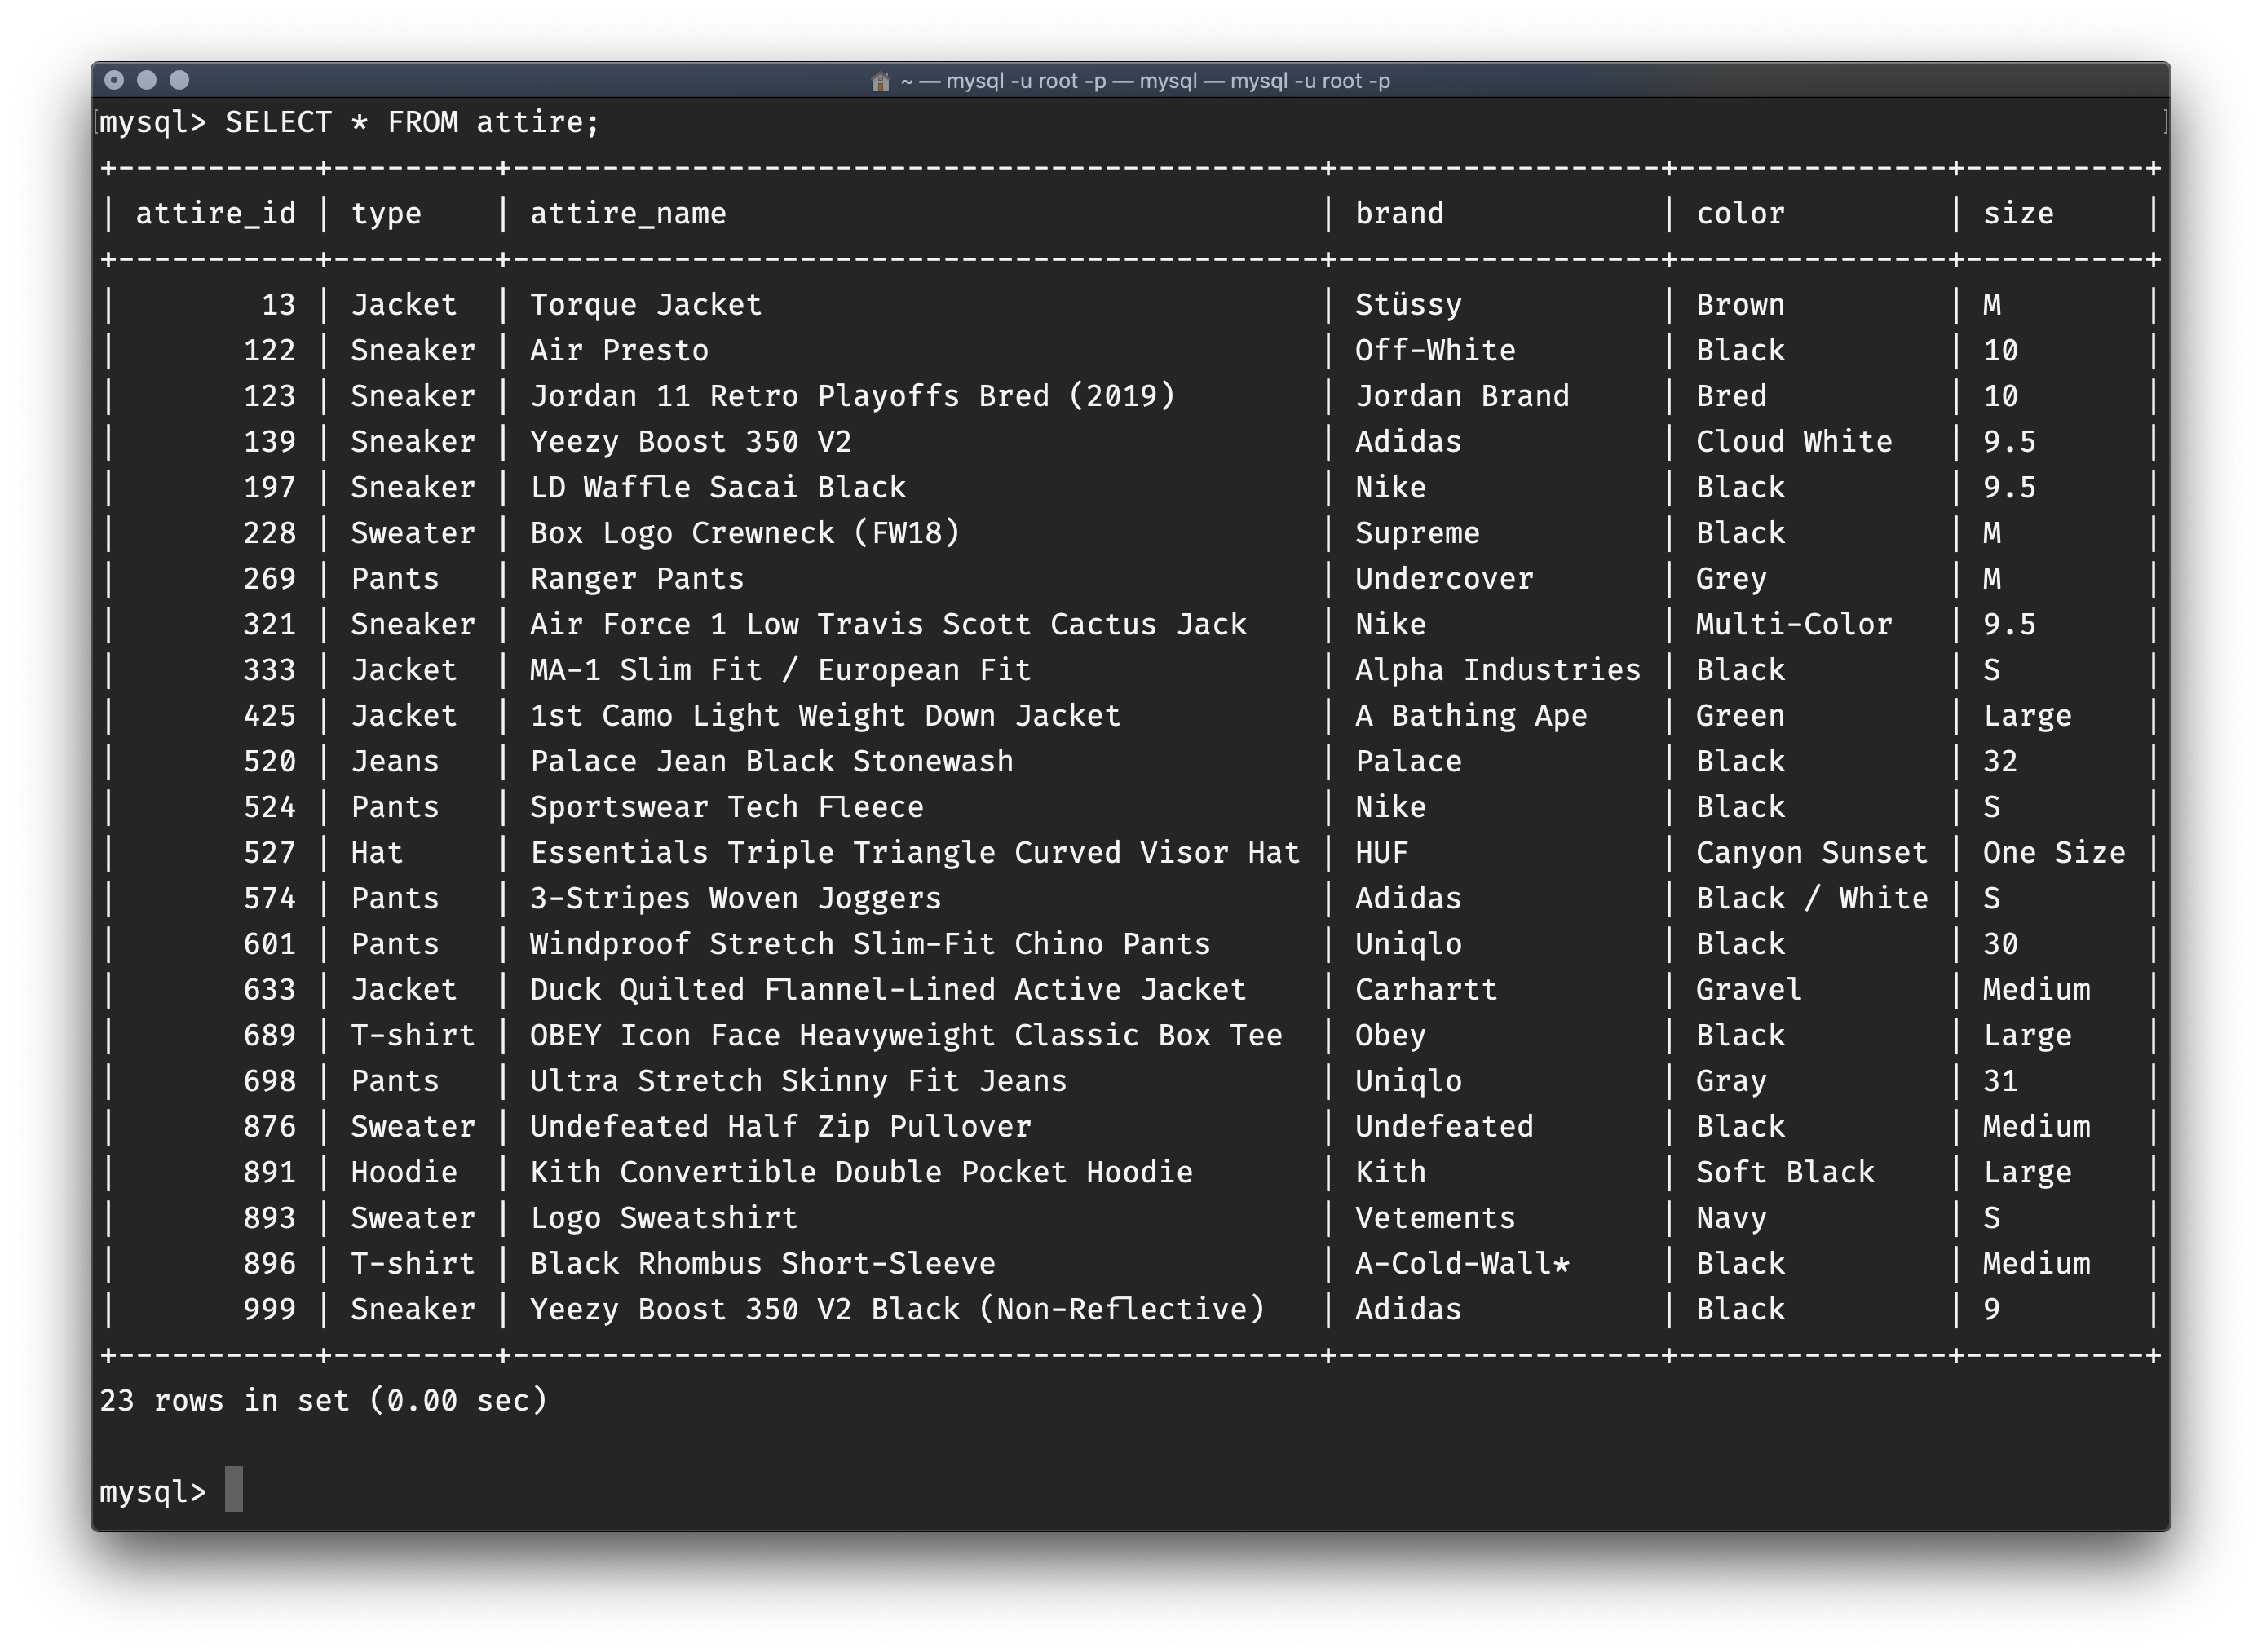 ~ — mysql -u root -p — mysql — mysql -u root -p
[mysql> SELECT * FROM attire; ]
+-----------+---------+---------------------------------------------+------------------+---------------+----------+
| attire_id | type    | attire_name                                 | brand            | color         | size     |
+-----------+---------+---------------------------------------------+------------------+---------------+----------+
|        13 | Jacket  | Torque Jacket                               | Stüssy           | Brown         | M        |
|       122 | Sneaker | Air Presto                                  | Off-White        | Black         | 10       |
|       123 | Sneaker | Jordan 11 Retro Playoffs Bred (2019)        | Jordan Brand     | Bred          | 10       |
|       139 | Sneaker | Yeezy Boost 350 V2                          | Adidas           | Cloud White   | 9.5      |
|       197 | Sneaker | LD Waffle Sacai Black                       | Nike             | Black         | 9.5      |
|       228 | Sweater | Box Logo Crewneck (FW18)                    | Supreme          | Black         | M        |
|       269 | Pants   | Ranger Pants                                | Undercover       | Grey          | M        |
|       321 | Sneaker | Air Force 1 Low Travis Scott Cactus Jack    | Nike             | Multi-Color   | 9.5      |
|       333 | Jacket  | MA-1 Slim Fit / European Fit                | Alpha Industries | Black         | S        |
|       425 | Jacket  | 1st Camo Light Weight Down Jacket           | A Bathing Ape    | Green         | Large    |
|       520 | Jeans   | Palace Jean Black Stonewash                 | Palace           | Black         | 32       |
|       524 | Pants   | Sportswear Tech Fleece                      | Nike             | Black         | S        |
|       527 | Hat     | Essentials Triple Triangle Curved Visor Hat | HUF              | Canyon Sunset | One Size |
|       574 | Pants   | 3-Stripes Woven Joggers                     | Adidas           | Black / White | S        |
|       601 | Pants   | Windproof Stretch Slim-Fit Chino Pants      | Uniqlo           | Black         | 30       |
|       633 | Jacket  | Duck Quilted Flannel-Lined Active Jacket    | Carhartt         | Gravel        | Medium   |
|       689 | T-shirt | OBEY Icon Face Heavyweight Classic Box Tee  | Obey             | Black         | Large    |
|       698 | Pants   | Ultra Stretch Skinny Fit Jeans              | Uniqlo           | Gray          | 31       |
|       876 | Sweater | Undefeated Half Zip Pullover                | Undefeated       | Black         | Medium   |
|       891 | Hoodie  | Kith Convertible Double Pocket Hoodie       | Kith             | Soft Black    | Large    |
|       893 | Sweater | Logo Sweatshirt                             | Vetements        | Navy          | S        |
|       896 | T-shirt | Black Rhombus Short-Sleeve                  | A-Cold-Wall*     | Black         | Medium   |
|       999 | Sneaker | Yeezy Boost 350 V2 Black (Non-Reflective)   | Adidas           | Black         | 9        |
+-----------+---------+---------------------------------------------+------------------+---------------+----------+
23 rows in set (0.00 sec)
mysql>